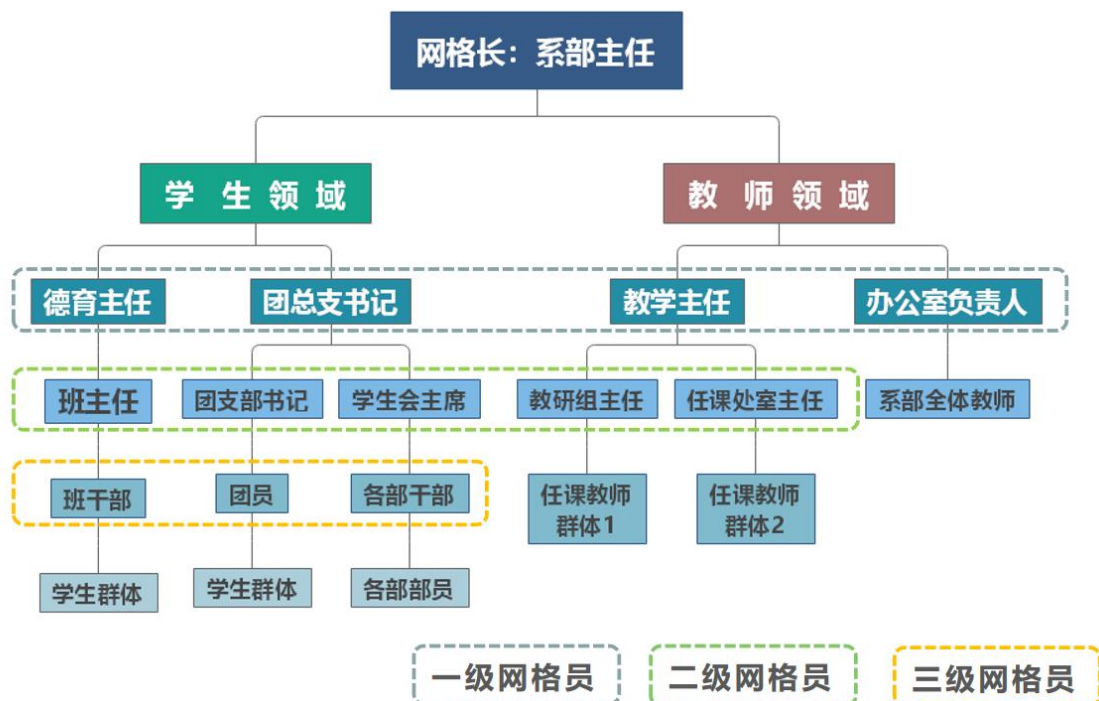 网格长：系部主任
学 生 领 域
教 师 领 域
德育主任
团总支书记
教学主任
办公室负责人
班主任
团支部书记
学生会主席
教研组主任
任课处室主任
系部全体教师
班干部
团员
各部干部
任课教师
群体1
任课教师
群体2
学生群体
学生群体
各部部员
一级网格员
二级网格员
三级网格员